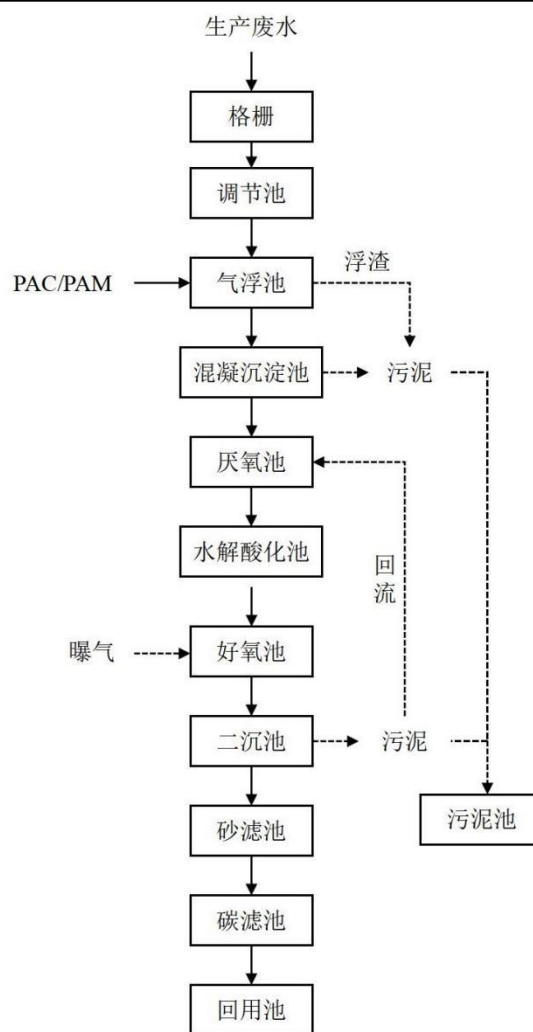 生产废水
格栅
调节池
PAC/PAM
气浮池
浮渣
混凝沉淀池
污泥
厌氧池
水解酸化池
回
流
曝气
好氧池
二沉池
污泥
砂滤池
污泥池
碳滤池
回用池